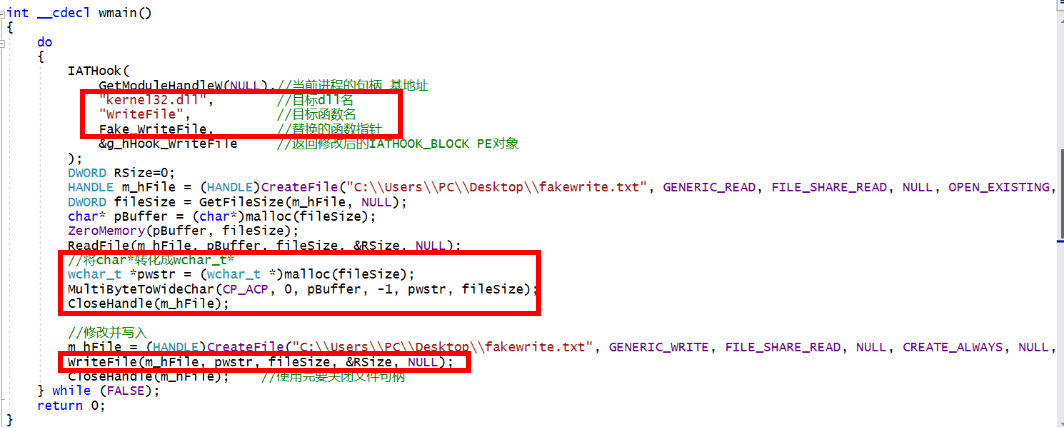 int __cdecl wmain()
{
do
{
IATHook(
GetModuleHandleW(NULL),//当前进程的句柄 基地址
"kernel32.dll", //目标dll名
"WriteFile", //目标函数名
Fake_WriteFile, //替换的函数指针
&g_hHook_WriteFile //返回修改后的IATHOOK_BLOCK PE对象
);
DWORD RSize=0;
HANDLE m_hFile = (HANDLE)CreateFile("C:\\Users\\PC\\Desktop\\fakewrite.txt", GENERIC_READ, FILE_SHARE_READ, NULL, OPEN_EXISTING,
DWORD fileSize = GetFileSize(m_hFile, NULL);
char* pBuffer = (char*)malloc(fileSize);
ZeroMemory(pBuffer, fileSize);
ReadFile(m_hFile, pBuffer, fileSize, &RSize, NULL);
//将char*转化成wchar_t*
wchar_t *pwstr = (wchar_t *)malloc(fileSize);
MultiByteToWideChar(CP_ACP, 0, pBuffer, -1, pwstr, fileSize);
CloseHandle(m_hFile);
//修改并写入
m_hFile = (HANDLE)CreateFile("C:\\Users\\PC\\Desktop\\fakewrite.txt", GENERIC_WRITE, FILE_SHARE_READ, NULL, CREATE_ALWAYS, NULL,
WriteFile(m_hFile, pwstr, fileSize, &RSize, NULL);
CloseHandle(m_hFile); //使用完要关闭文件句柄
} while (FALSE);
return 0;
}